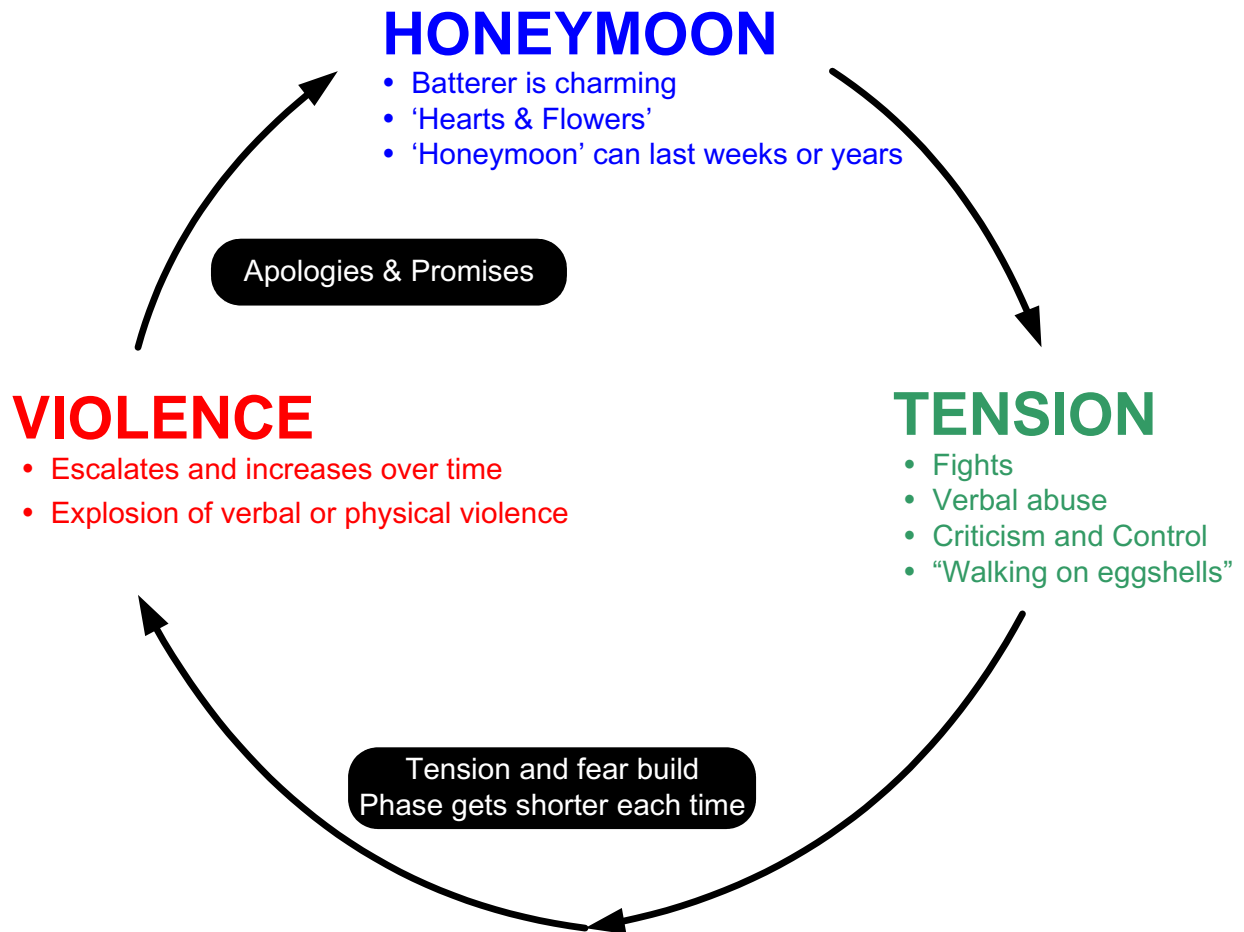 HONEYMOON
• Batterer is charming
• ‘Hearts & Flowers’
• ‘Honeymoon’ can last weeks or years
Apologies & Promises
VIOLENCE
• Escalates and increases over time
• Explosion of verbal or physical violence
TENSION
• Fights
• Verbal abuse
• Criticism and Control
• “Walking on eggshells”
Tension and fear build
Phase gets shorter each time